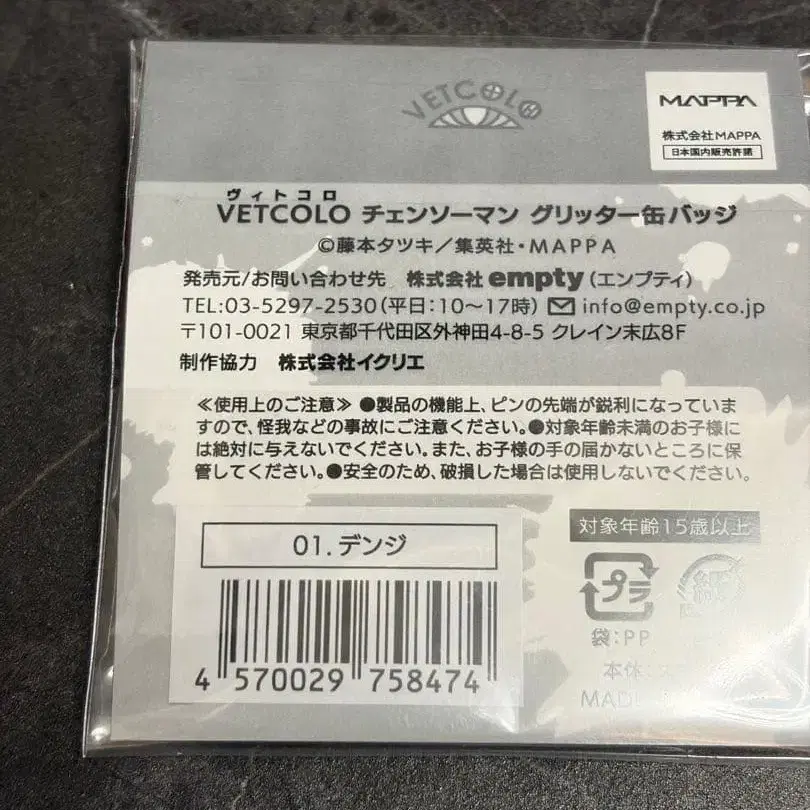 VETCOLO
MAPPA
株式会社MAPPA
日本国内販売許諾
ヴィトコロ
VETCOLO チェンソーマン グリッター缶バッジ
©藤本タツキ／集英社・MAPPA
発売元/お問い合わせ先 株式会社empty(エンプティ)
TEL:03-5297-2530(平日:10〜17時) info@empty.co.jp
〒101-0021 東京都千代田区外神田4-8-5 クレイン末広8F
制作協力 株式会社イクリエ
≪使用上のご注意≫ ●製品の機能上、ピンの先端が鋭利になっていま
すので、怪我などの事故にご注意ください。●対象年齢未満のお子様に
は絶対に与えないでください。また、お子様の手の届かないところに保
管してください。●安全のため、破損した場合は使用しないでください。
01.デンジ
4 570029 758474
対象年齢15歳以上
プラ
紙
袋:PP
本体: